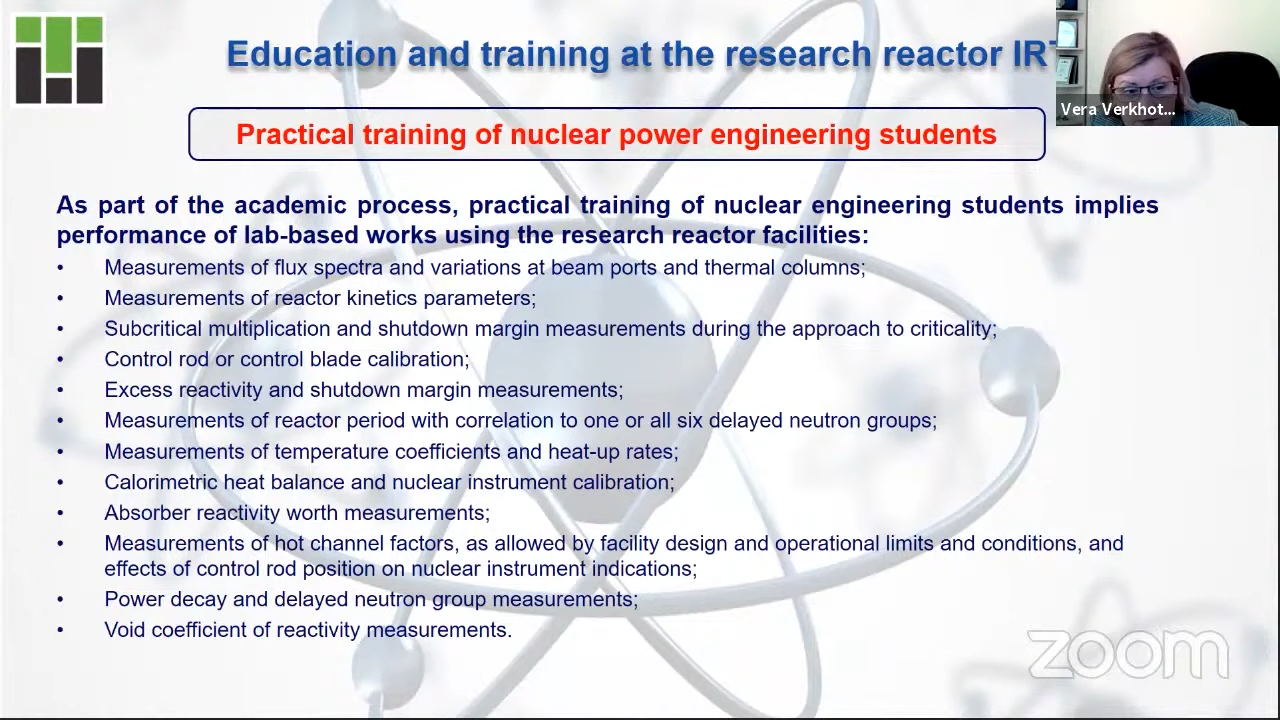 Education and training at the research reactor IRT
Vera Verkhot...
Practical training of nuclear power engineering students
As part of the academic process, practical training of nuclear engineering students implies
performance of lab-based works using the research reactor facilities:
• Measurements of flux spectra and variations at beam ports and thermal columns;
• Measurements of reactor kinetics parameters;
• Subcritical multiplication and shutdown margin measurements during the approach to criticality;
• Control rod or control blade calibration;
• Excess reactivity and shutdown margin measurements;
• Measurements of reactor period with correlation to one or all six delayed neutron groups;
• Measurements of temperature coefficients and heat-up rates;
• Calorimetric heat balance and nuclear instrument calibration;
• Absorber reactivity worth measurements;
• Measurements of hot channel factors, as allowed by facility design and operational limits and conditions, and
effects of control rod position on nuclear instrument indications;
• Power decay and delayed neutron group measurements;
• Void coefficient of reactivity measurements.
zoom